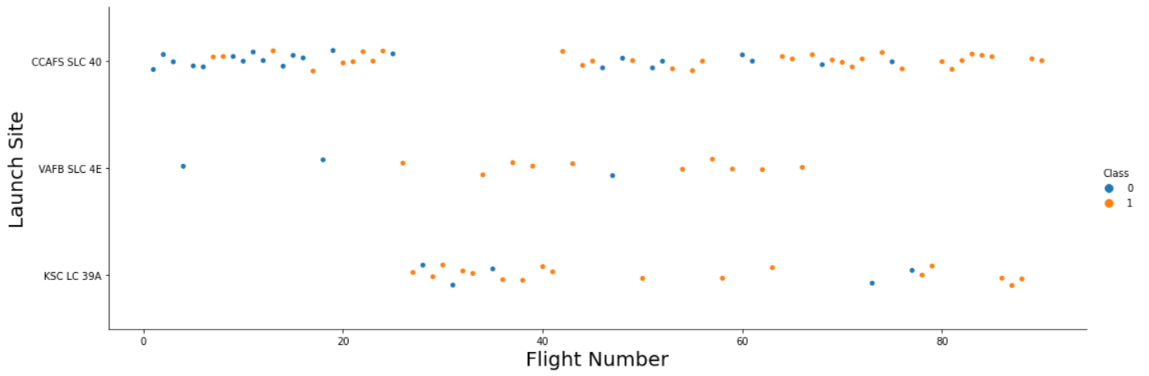 Launch Site
CCAFS SLC 40
VAFB SLC 4E
KSC LC 39A
0 20 40 60 80
Flight Number
Class
0
1